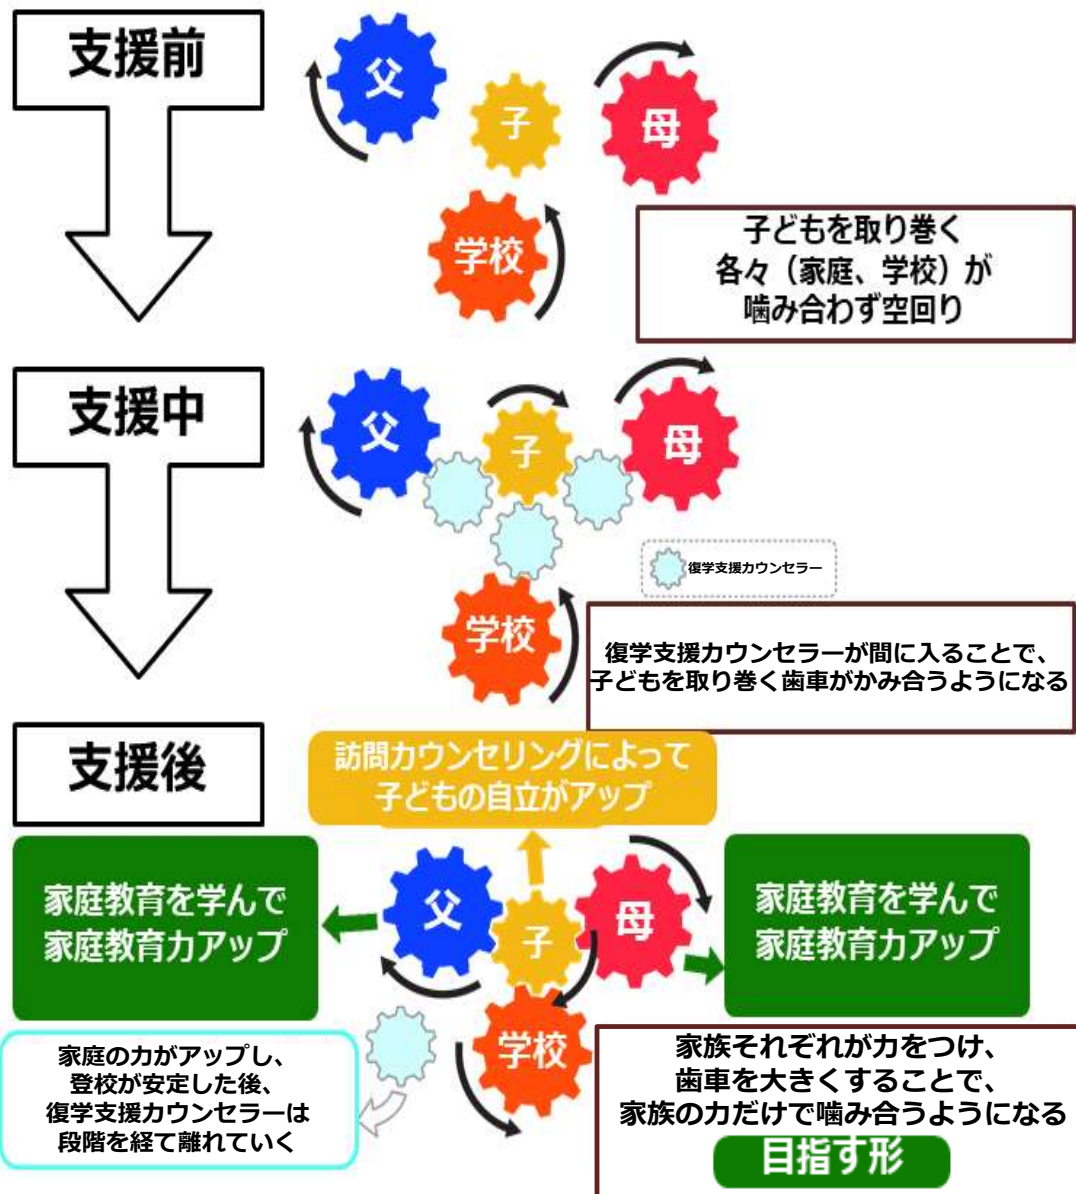 支援前
父
子
母
学校
子どもを取り巻く
各々（家庭、学校）が
噛み合わず空回り
支援中
父
子
母
復学支援カウンセラー
学校
復学支援カウンセラーが間に入ることで、
子どもを取り巻く歯車がかみ合うようになる
支援後
訪問カウンセリングによって
子どもの自立がアップ
家庭教育を学んで
家庭教育力アップ
父
子
母
家庭教育を学んで
家庭教育力アップ
学校
家庭の力がアップし、
登校が安定した後、
復学支援カウンセラーは
段階を経て離れていく
家族それぞれが力をつけ、
歯車を大きくすることで、
家族の力だけで噛み合うようになる
目指す形